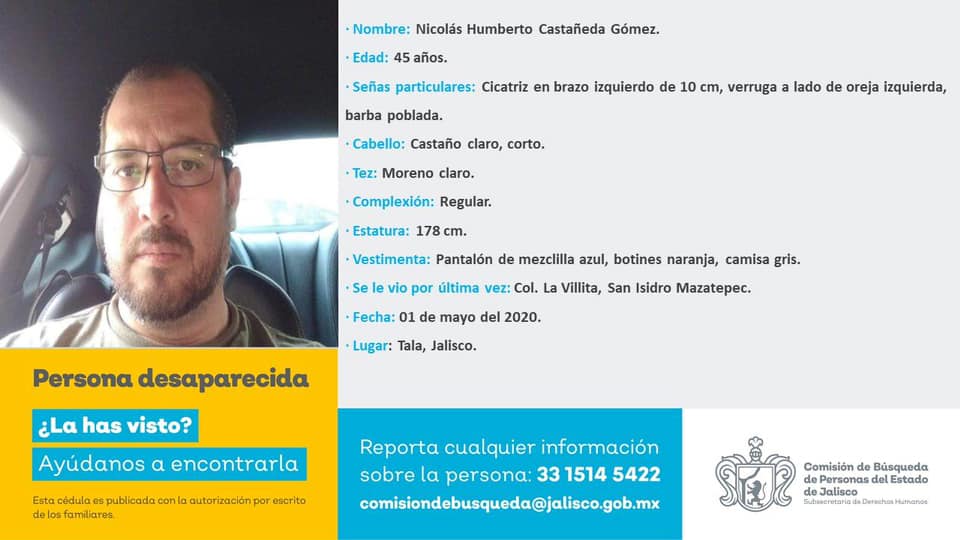 · Nombre: Nicolás Humberto Castañeda Gómez.
· Edad: 45 años.
· Señas particulares: Cicatriz en brazo izquierdo de 10 cm, verruga a lado de oreja izquierda,
barba poblada.
· Cabello: Castaño claro, corto.
· Tez: Moreno claro.
· Complexión: Regular.
· Estatura: 178 cm.
· Vestimenta: Pantalón de mezclilla azul, botines naranja, camisa gris.
· Se le vio por última vez: Col. La Villita, San Isidro Mazatepec.
· Fecha: 01 de mayo del 2020.
· Lugar: Tala, Jalisco.
Persona desaparecida
¿La has visto?
Ayúdanos a encontrarla
Esta cédula es publicada con la autorización por escrito
de los familiares.
Reporta cualquier información
sobre la persona: 33 1514 5422
comisiondebusqueda@jalisco.gob.mx
Comisión de Búsqueda
de Personas del Estado
de Jalisco
Subsecretaría de Derechos Humanos